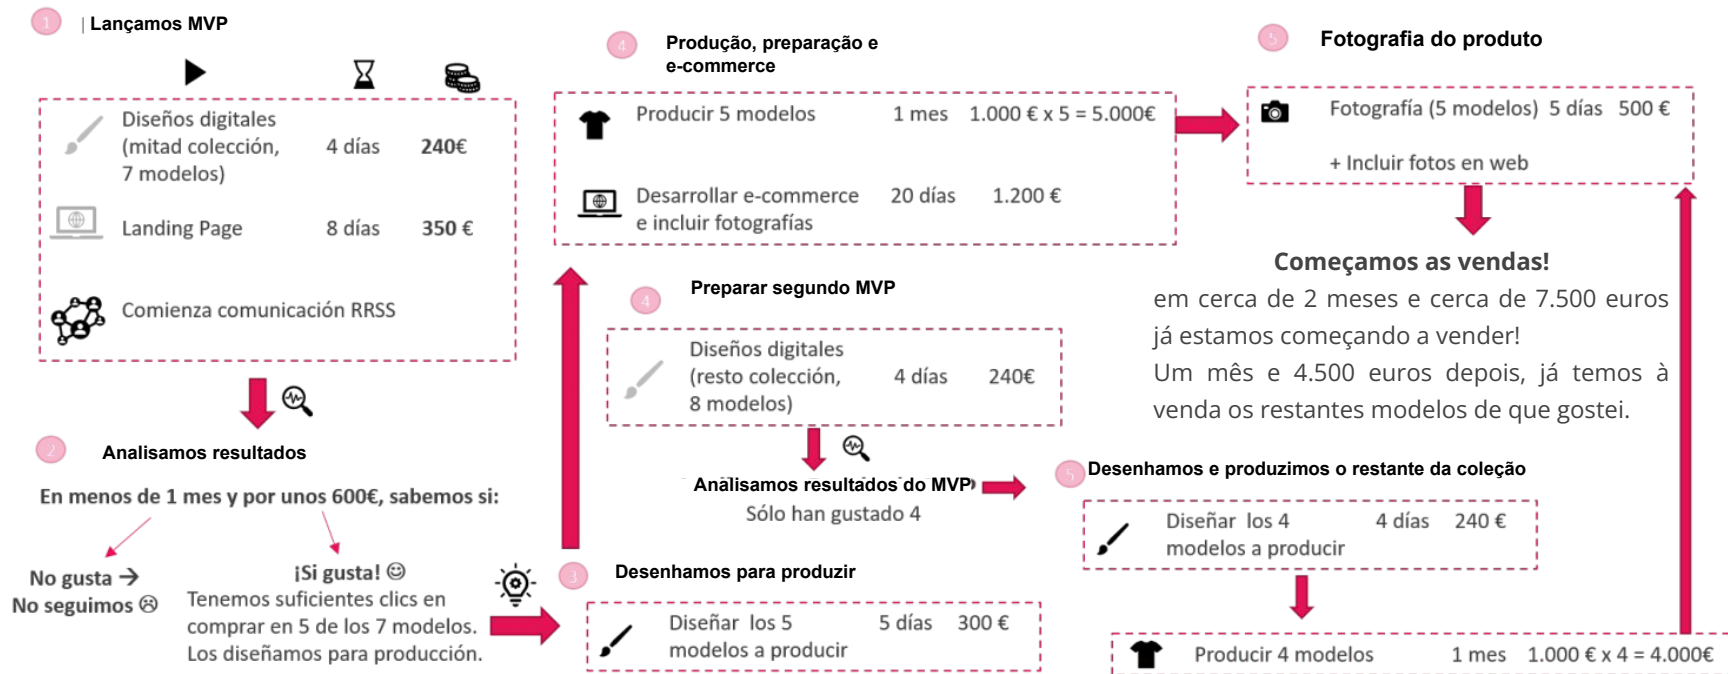 1
| Lançamos MVP
Diseños digitales
(mitad colección,
7 modelos)
4 días
240€
Landing Page
8 días
350 €
Comienza comunicación RRSS
2
Analisamos resultados
En menos de 1 mes y por unos 600€, sabemos si:
No gusta →
No seguimos ☹
¡Si gusta! ☺
Tenemos suficientes clics en
comprar en 5 de los 7 modelos.
Los diseñamos para producción.
3
Desenhamos para produzir
Diseñar los 5
modelos a producir
5 días
300 €
4
Produção, preparação e
e-commerce
Producir 5 modelos
1 mes
1.000 € x 5 = 5.000€
Desarrollar e-commerce
e incluir fotografías
20 días
1.200 €
4
Preparar segundo MVP
Diseños digitales
(resto colección,
8 modelos)
4 días
240€
Analisamos resultados do MVP
Sólo han gustado 4
5
Desenhamos e produzimos o restante da coleção
Diseñar los 4
modelos a producir
4 días
240 €
Producir 4 modelos
1 mes
1.000 € x 4 = 4.000€
5
Fotografia do produto
Fotografía (5 modelos)
5 días
500 €
+ Incluir fotos en web
Começamos as vendas!
em cerca de 2 meses e cerca de 7.500 euros
já estamos começando a vender!
Um mês e 4.500 euros depois, já temos à
venda os restantes modelos de que gostei.